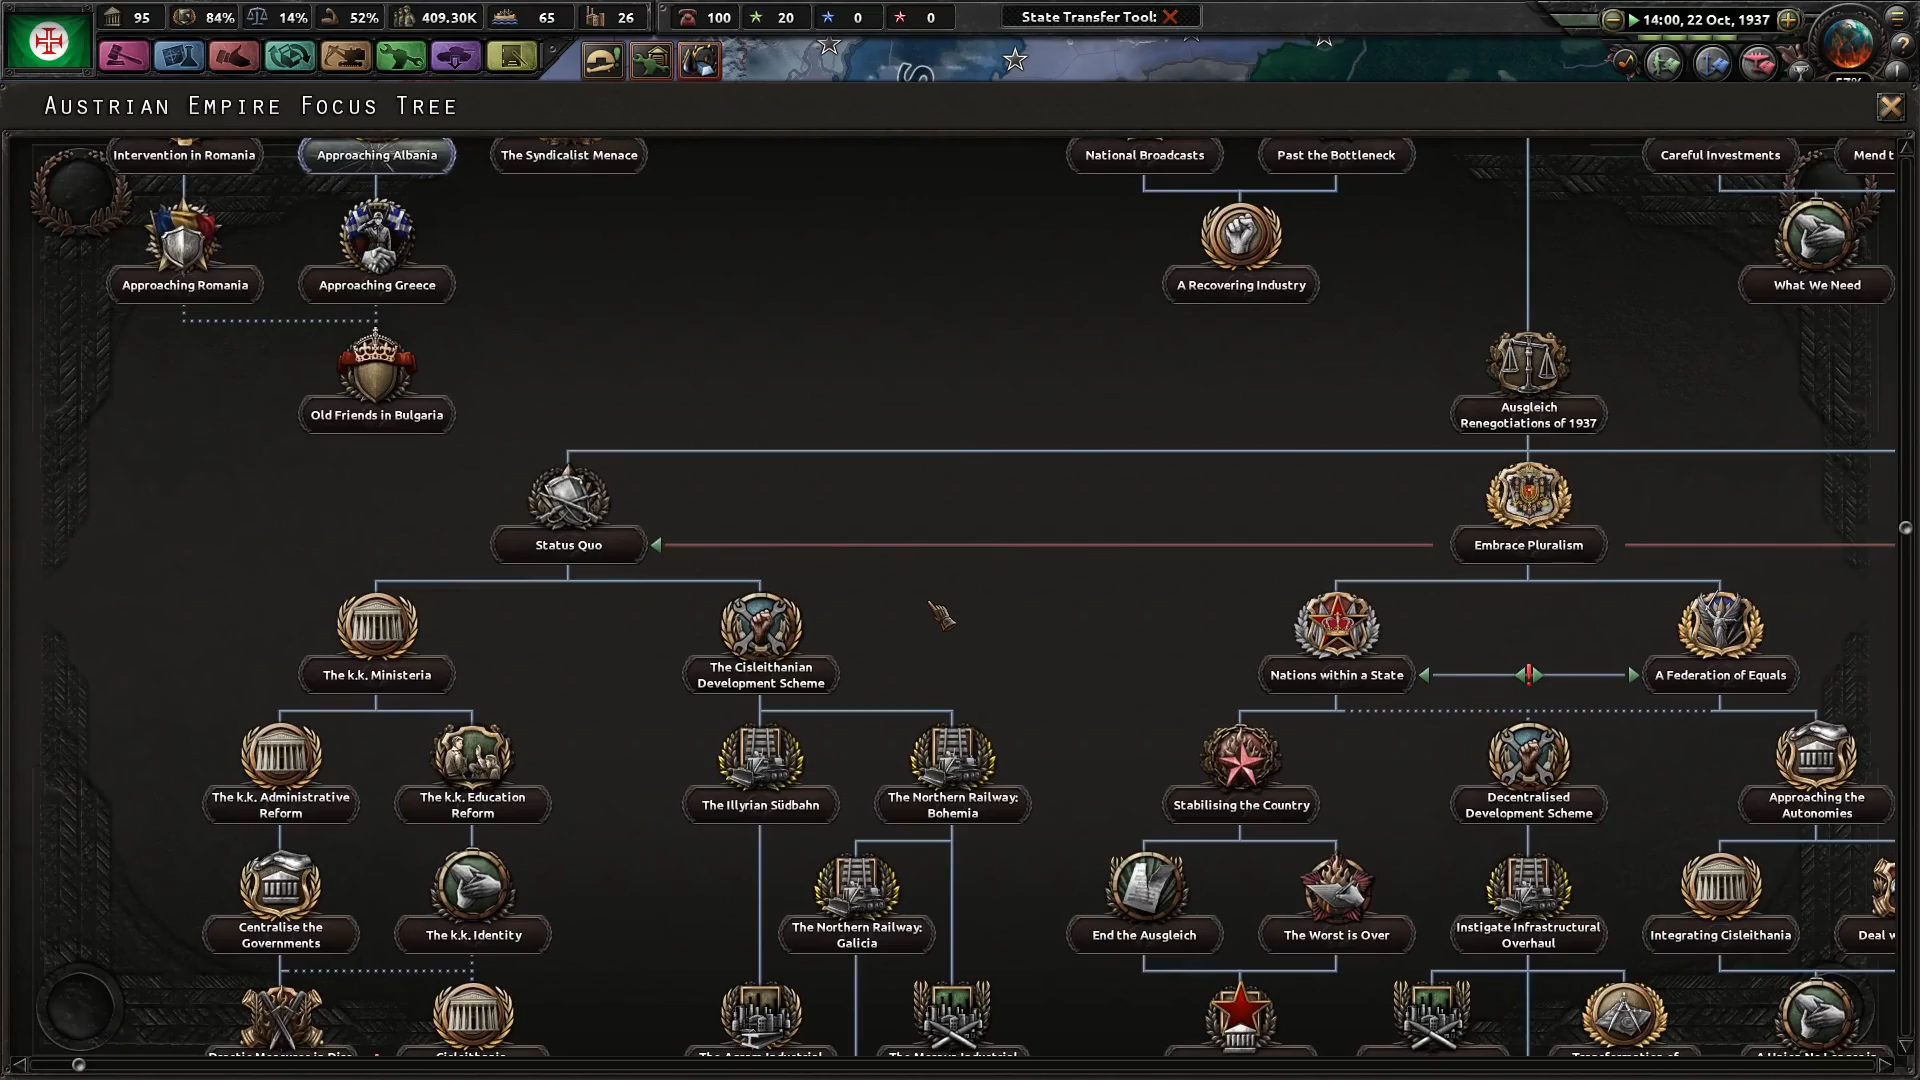 95 84% 14% 52% 409.30K 65 26 100 20 0 0 State Transfer Tool: 14:00, 22 Oct, 1937
57%
Austrian Empire Focus Tree
Intervention in Romania Approaching Albania The Syndicalist Menace National Broadcasts Past the Bottleneck Careful Investments Mend t
Approaching Romania Approaching Greece A Recovering Industry What We Need
Old Friends in Bulgaria
Ausgleich
Renegotiations of 1937
Status Quo Embrace Pluralism
The k.k. Ministeria
The Cisleithanian
Development Scheme
Nations within a State A Federation of Equals
The k.k. Administrative
Reform
The k.k. Education
Reform
The Illyrian Südbahn
The Northern Railway:
Bohemia
Stabilising the Country
Decentralised
Development Scheme
Approaching the
Autonomies
Centralise the
Governments
The k.k. Identity
The Northern Railway:
Galicia
End the Ausgleich The Worst is Over
Instigate Infrastructural
Overhaul
Integrating Cisleithania Deal w
Cisleithania Transformation of